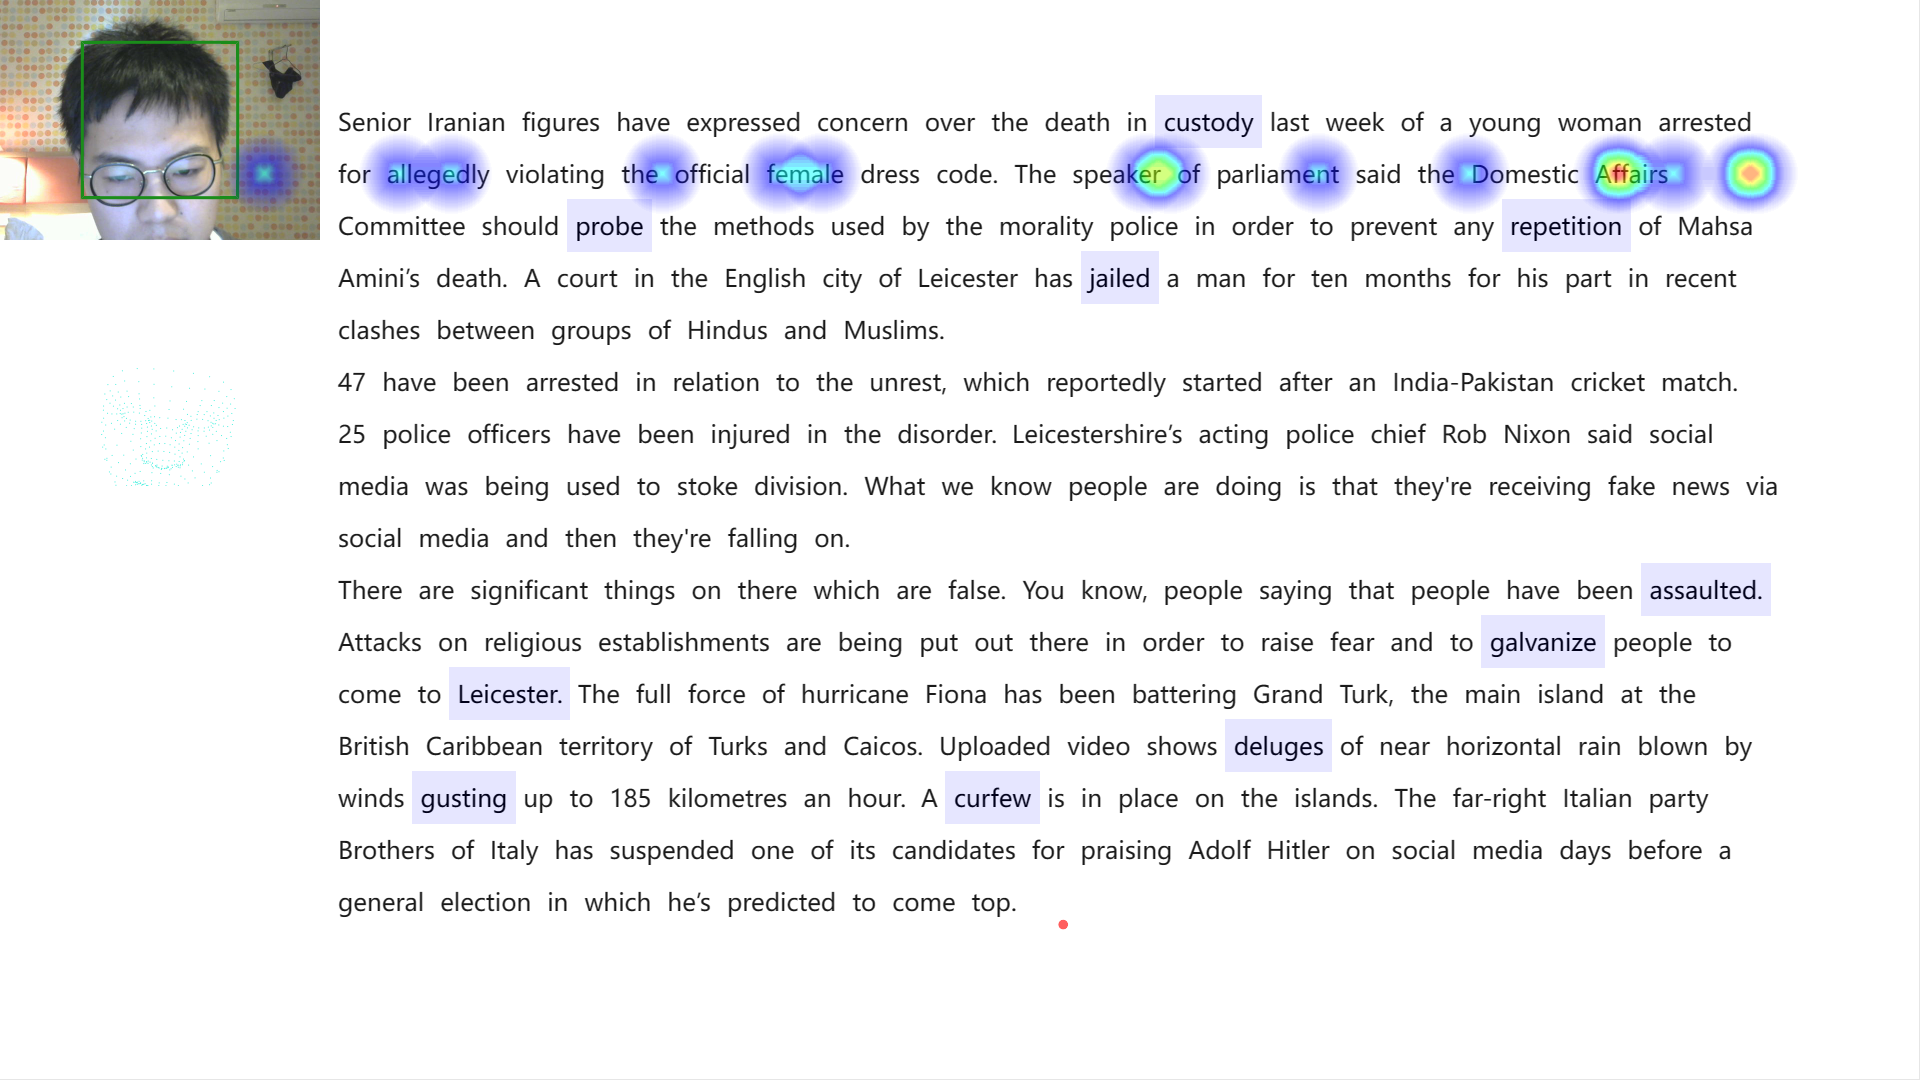 Senior Iranian figures have expressed concern over the death in custody last week of a young woman arrested
for allegedly violating the official female dress code. The speaker of parliament said the Domestic Affairs
Committee should probe the methods used by the morality police in order to prevent any repetition of Mahsa
Amini’s death. A court in the English city of Leicester has jailed a man for ten months for his part in recent
clashes between groups of Hindus and Muslims.
47 have been arrested in relation to the unrest, which reportedly started after an India-Pakistan cricket match.
25 police officers have been injured in the disorder. Leicestershire’s acting police chief Rob Nixon said social
media was being used to stoke division. What we know people are doing is that they're receiving fake news via
social media and then they're falling on.
There are significant things on there which are false. You know, people saying that people have been assaulted.
Attacks on religious establishments are being put out there in order to raise fear and to galvanize people to
come to Leicester. The full force of hurricane Fiona has been battering Grand Turk, the main island at the
British Caribbean territory of Turks and Caicos. Uploaded video shows deluges of near horizontal rain blown by
winds gusting up to 185 kilometres an hour. A curfew is in place on the islands. The far-right Italian party
Brothers of Italy has suspended one of its candidates for praising Adolf Hitler on social media days before a
general election in which he’s predicted to come top.